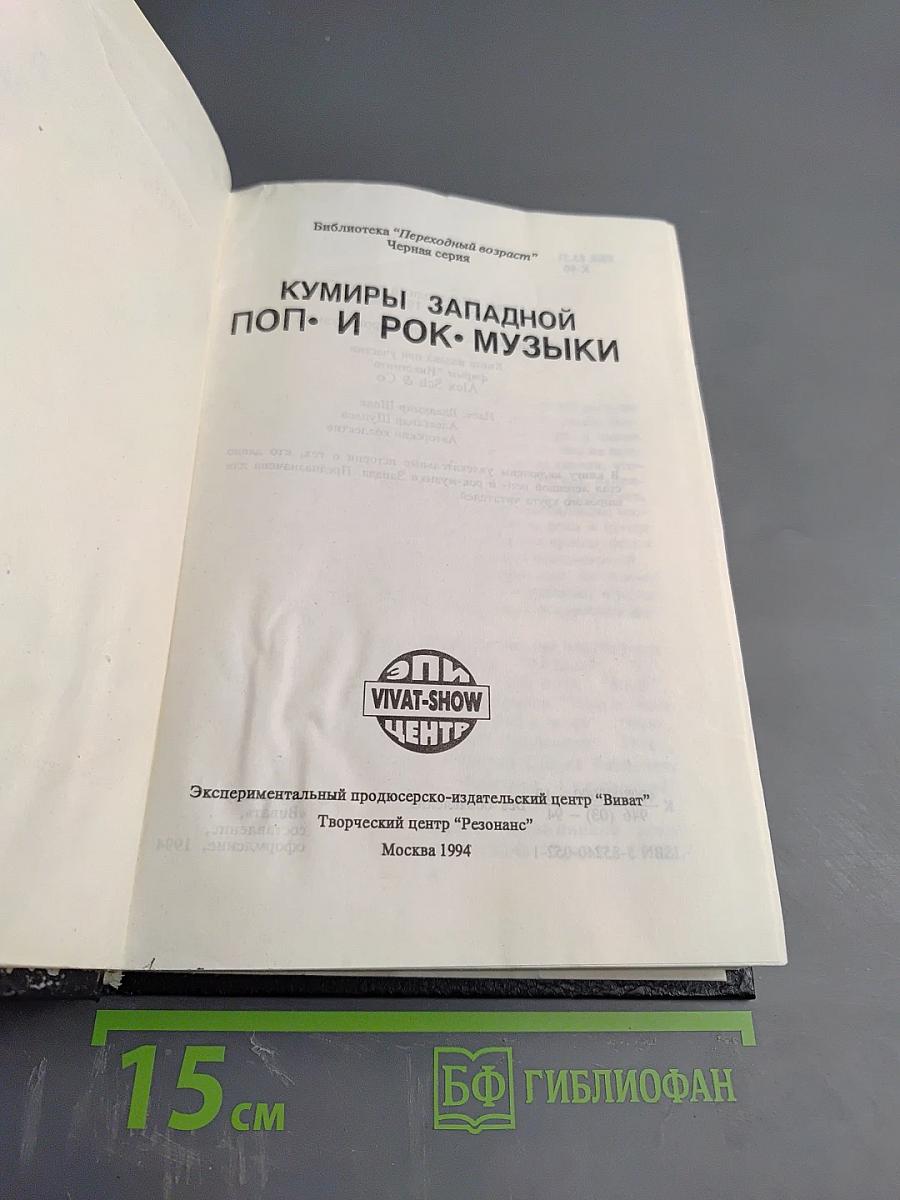 Библиотека "Переходный возраст"
Черная серия
КУМИРЫ ЗАПАДНОЙ
ПОП• И РОК• МУЗЫКИ
ЭПИ
VIVAT-SHOW
ЦЕНТР
Экспериментальный продюсерско-издательский центр "Виват"
Творческий центр "Резонанс"
Москва 1994
15 СМ
БФ ГИБЛИОФАН